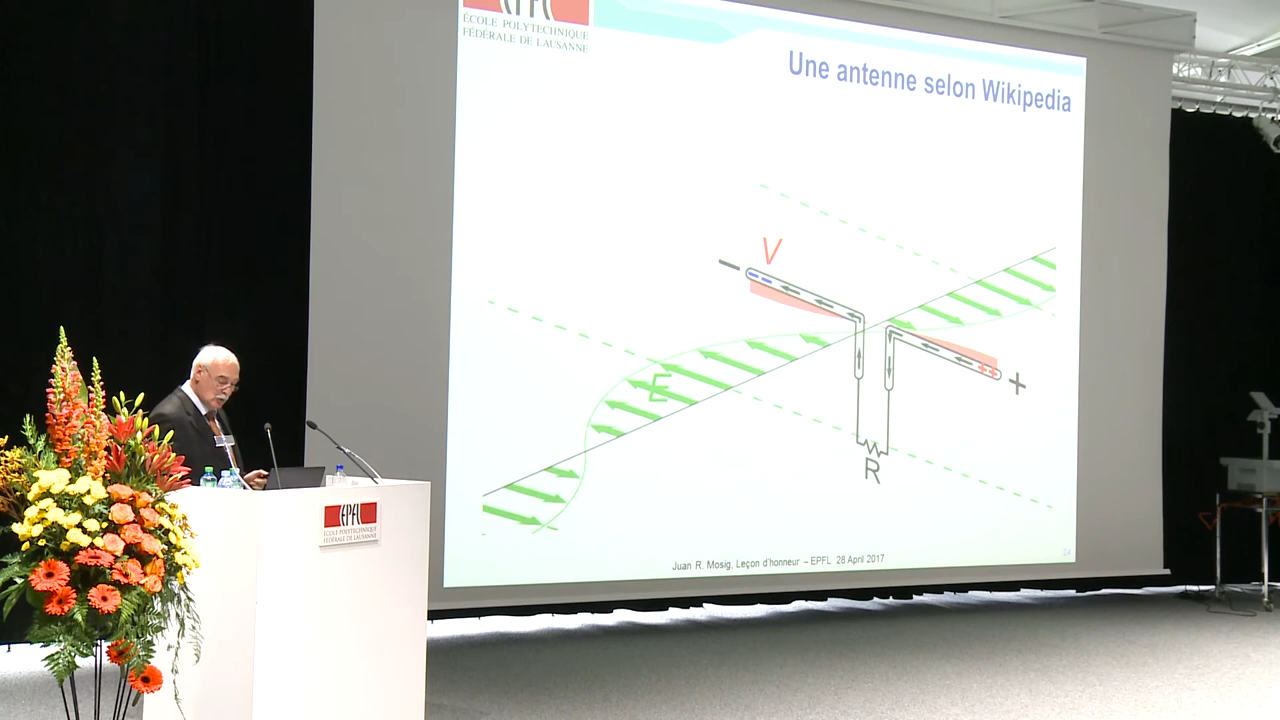 EPFL
ÉCOLE POLYTECHNIQUE
FÉDÉRALE DE LAUSANNE
Une antenne selon Wikipedia
V
E
R
Juan R. Mosig, Leçon d'honneur – EPFL 28 April 2017
24
EPFL
ÉCOLE POLYTECHNIQUE
FÉDÉRALE DE LAUSANNE